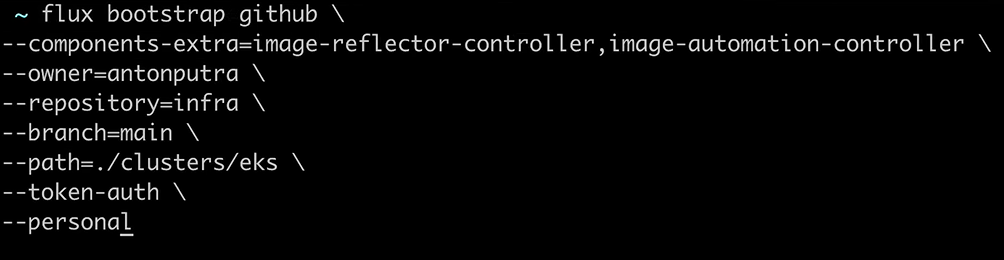 ~ flux bootstrap github \
--components-extra=image-reflector-controller,image-automation-controller \
--owner=antonputra \
--repository=infra \
--branch=main \
--path=./clusters/eks \
--token-auth \
--personal